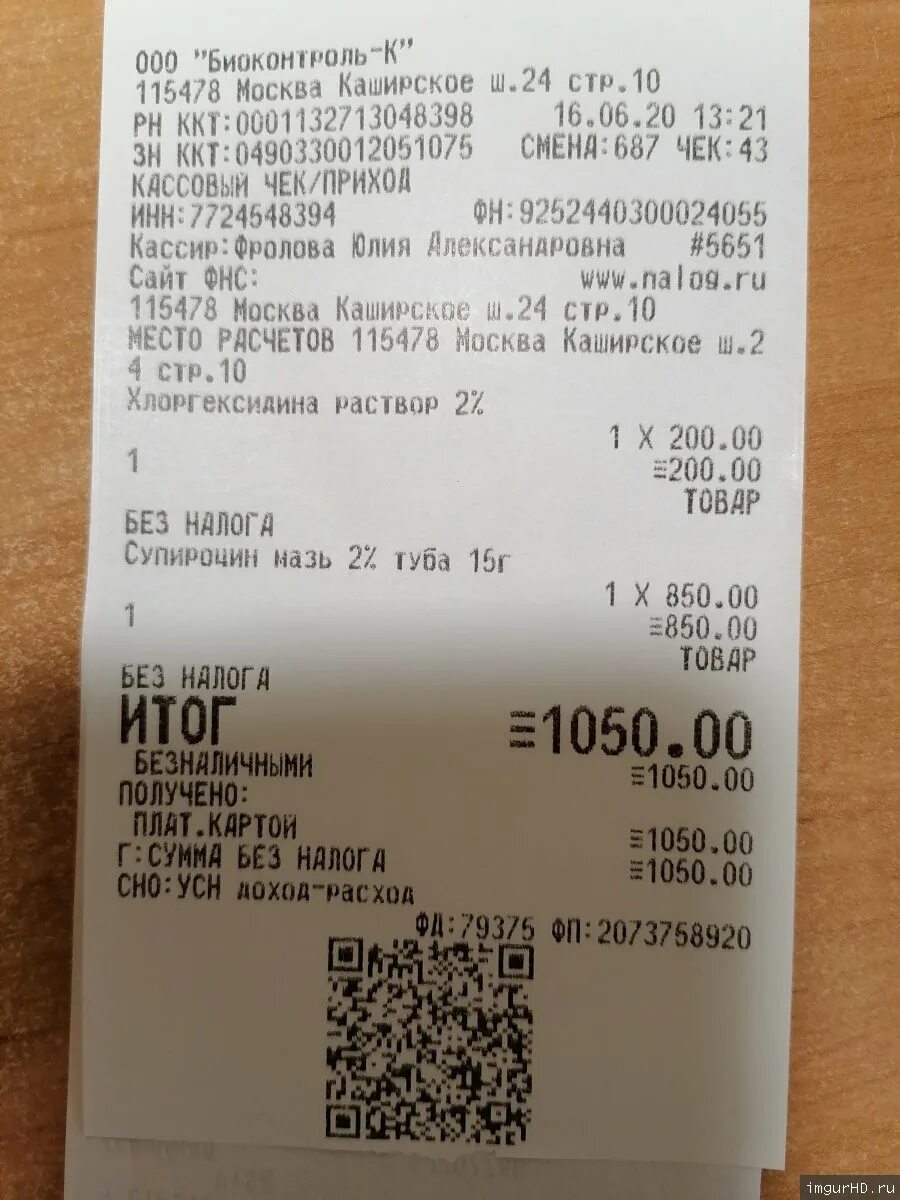 ООО "Биоконтроль-К"
115478 Москва Каширское ш.24 стр.10
РН ККТ:0001132713048398 16.06.20 13:21
ЗН ККТ:0490330012051075 СМЕНА:687 ЧЕК:43
КАССОВЫЙ ЧЕК/ПРИХОД
ИНН:7724548394 ФН:9252440300024055
Кассир:Фролова Юлия Александровна #5651
Сайт ФНС: www.nalog.ru
115478 Москва Каширское ш.24 стр.10
МЕСТО РАСЧЕТОВ 115478 Москва Каширское ш.2
4 стр.10
Хлоргексидина раствор 2%
1 X 200.00
1 ≡200.00
ТОВАР
БЕЗ НАЛОГА
Супироцин мазь 2% туба 15г
1 X 850.00
1 ≡850.00
ТОВАР
БЕЗ НАЛОГА
ИТОГ ≡1050.00
БЕЗНАЛИЧНЫМИ ≡1050.00
ПОЛУЧЕНО:
ПЛАТ.КАРТОЙ ≡1050.00
Г:СУММА БЕЗ НАЛОГА ≡1050.00
СНО:УСН доход-расход
ФД:79375 ФП:2073758920
imgurHD.ru